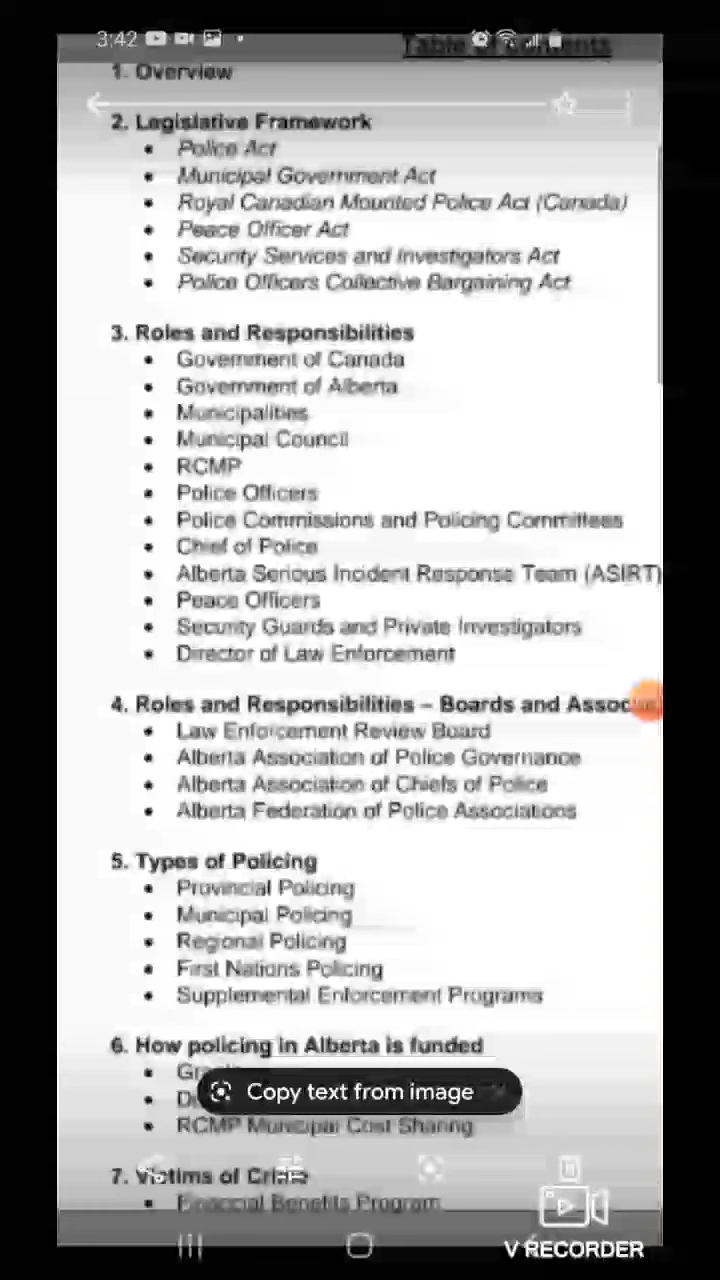 3:42
Table of Contents
1. Overview
2. Legislative Framework
• Police Act
• Municipal Government Act
• Royal Canadian Mounted Police Act (Canada)
• Peace Officer Act
• Security Services and Investigators Act
• Police Officers Collective Bargaining Act
3. Roles and Responsibilities
• Government of Canada
• Government of Alberta
• Municipalities
• Municipal Council
• RCMP
• Police Officers
• Police Commissions and Policing Committees
• Chief of Police
• Alberta Serious Incident Response Team (ASIRT)
• Peace Officers
• Security Guards and Private Investigators
• Director of Law Enforcement
4. Roles and Responsibilities – Boards and
• Law Enforcement Review Board
• Alberta Association of Police Governance
• Alberta Association of Chiefs of Police
• Alberta Federation of Police Associations
5. Types of Policing
• Provincial Policing
• Municipal Policing
• Regional Policing
• First Nations Policing
• Supplemental Enforcement Programs
6. How policing in Alberta is funded
Copy text from image
• RCMP Municipal Cost Sharing
7. Victims of Crime
• Financial Benefits Program
V RECORDER